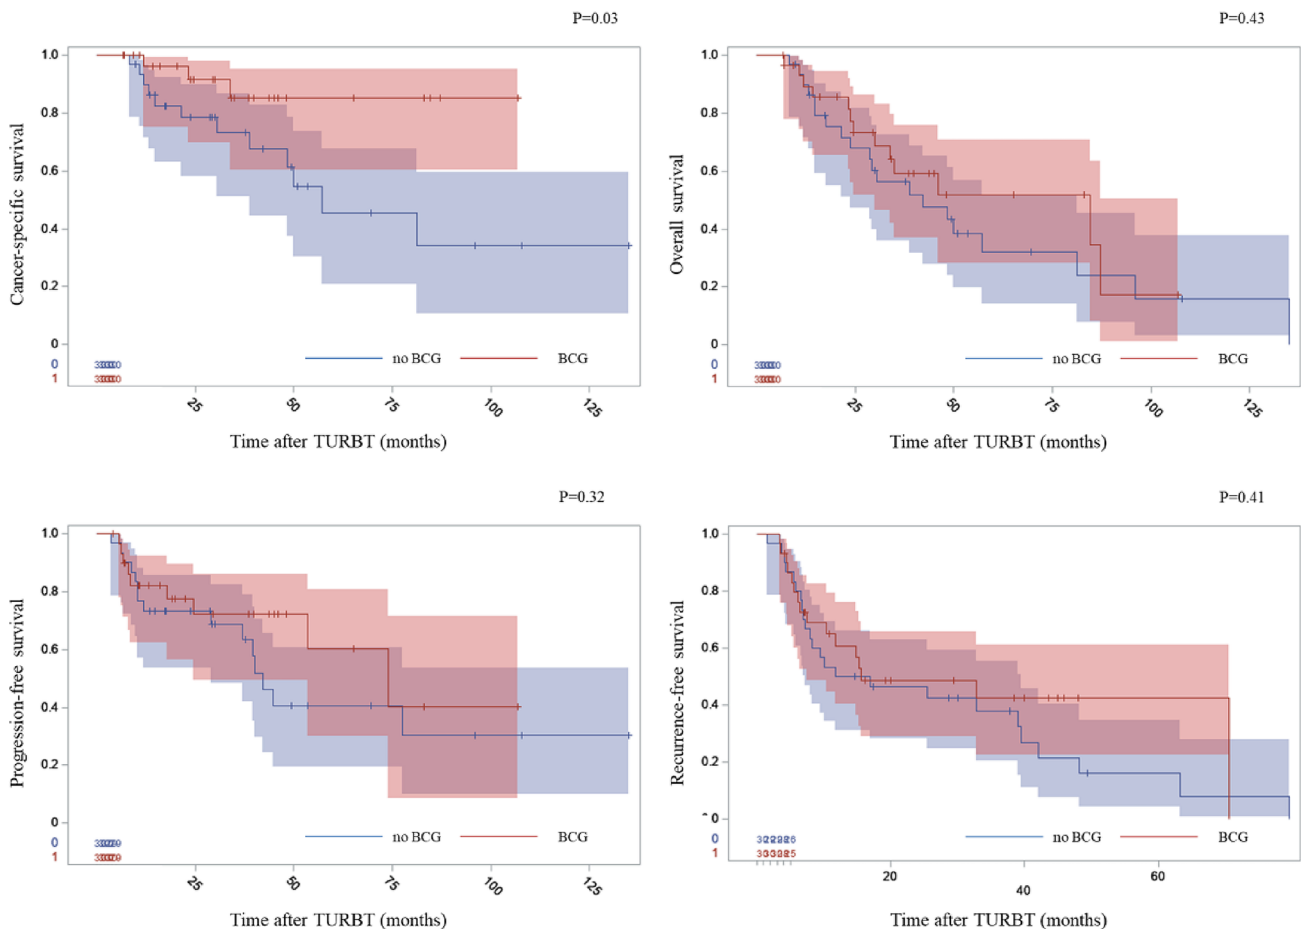 P=0.03
1.0
0.8
0.6
0.4
0.2
0
Cancer-specific survival
no BCG
BCG
0
1
25
50
75
100
125
Time after TURBT (months)
P=0.43
1.0
0.8
0.6
0.4
0.2
0
Overall survival
no BCG
BCG
0
1
25
50
75
100
125
Time after TURBT (months)
P=0.32
1.0
0.8
0.6
0.4
0.2
0
Progression-free survival
no BCG
BCG
0
1
25
50
75
100
125
Time after TURBT (months)
P=0.41
1.0
0.8
0.6
0.4
0.2
0
Recurrence-free survival
no BCG
BCG
0
1
20
40
60
Time after TURBT (months)